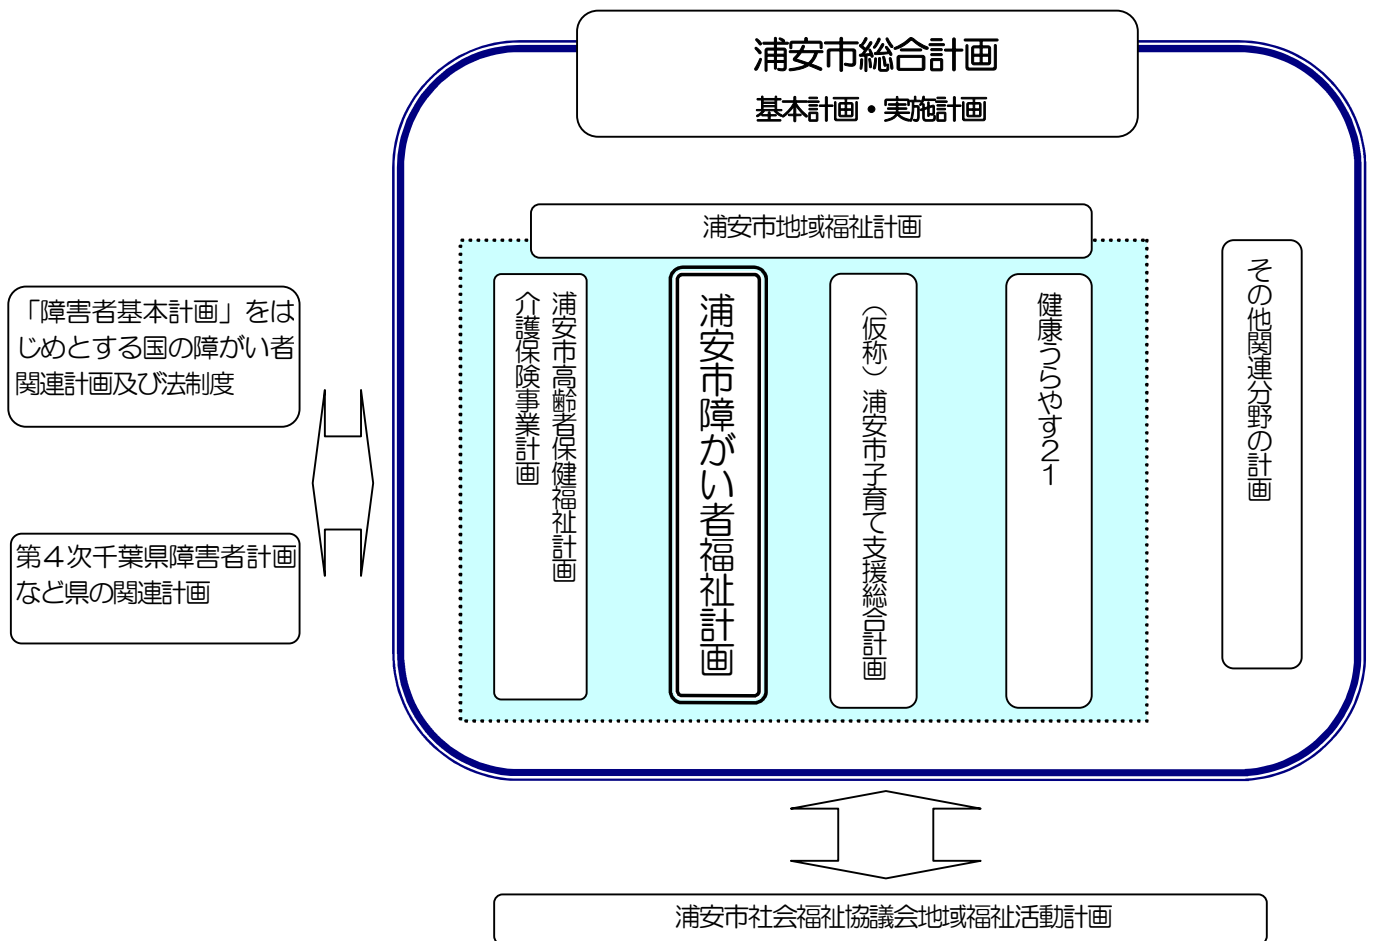 浦安市総合計画
基本計画・実施計画
浦安市地域福祉計画
「障害者基本計画」をは
じめとする国の障がい者
関連計画及び法制度
第４次千葉県障害者計画
など県の関連計画
浦安市高齢者保健福祉計画
介護保険事業計画
浦安市障がい者福祉計画
（仮称）浦安市子育て支援総合計画
健康うらやす２１
その他関連分野の計画
浦安市社会福祉協議会地域福祉活動計画